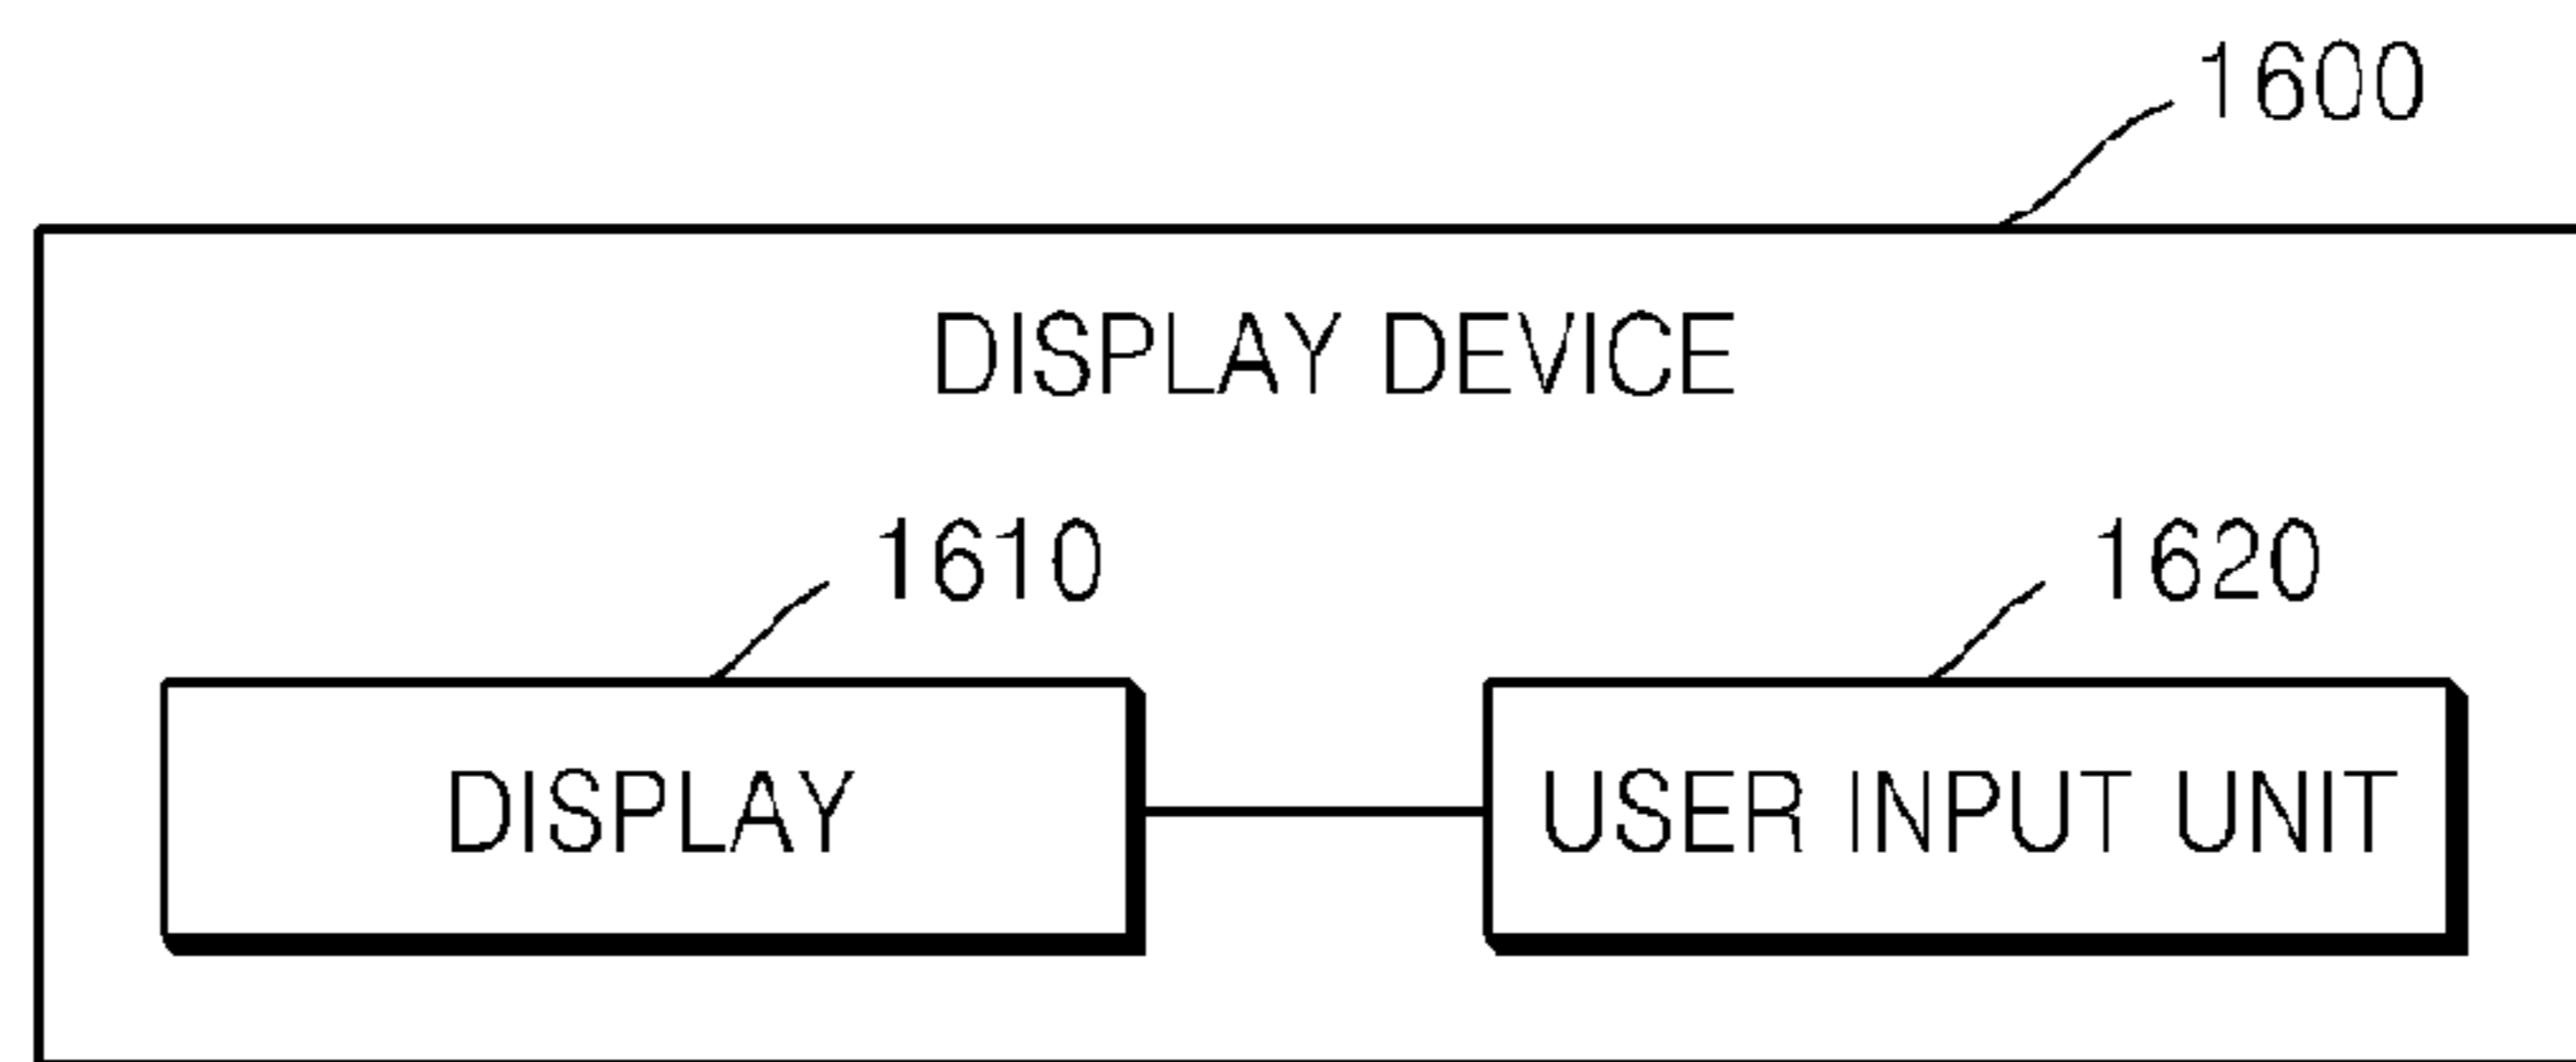 1600
DISPLAY DEVICE
1610 1620
DISPLAY USER INPUT UNIT